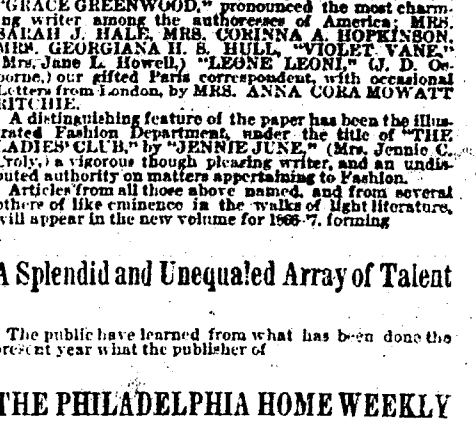 "GRACE GREENWOOD," pronounced the most charm-
ng writer among the authoresses of America; MRS.
SARAH J. HALE, MRS. CORINNA A. HOPKINSON,
MRS. GEORGIANA H. S. HULL, "VIOLET VANE,"
(Mrs. Jane L. Howell,) "LEONE LEONI," (J. D. Os-
borne,) our gifted Paris correspondent, with occasional
Letters from London, by MRS. ANNA CORA MOWATT
RITCHIE.
A distinguishing feature of the paper has been the illus-
rated Fashion Department, under the title of "THE
LADIES' CLUB," by "JENNIE JUNE," (Mrs. Jennie C.
Croly,) a vigorous though pleasing writer, and an undis-
puted authority on matters appertaining to Fashion.
Articles from all those above named, and from several
others of like eminence in the walks of light literature,
will appear in the new volume for 1866-7, forming
A Splendid and Unequaled Array of Talent
The public have learned from what has been done the
present year what the publisher of
THE PHILADELPHIA HOME WEEKLY